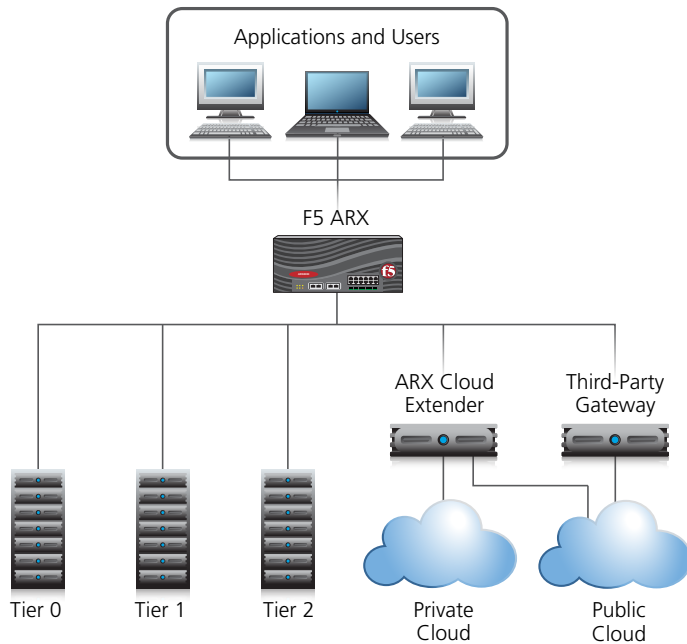 Applications and Users
F5 ARX
f5
ARX Cloud
Extender
Third-Party
Gateway
Tier 0
Tier 1
Tier 2
Private
Cloud
Public
Cloud